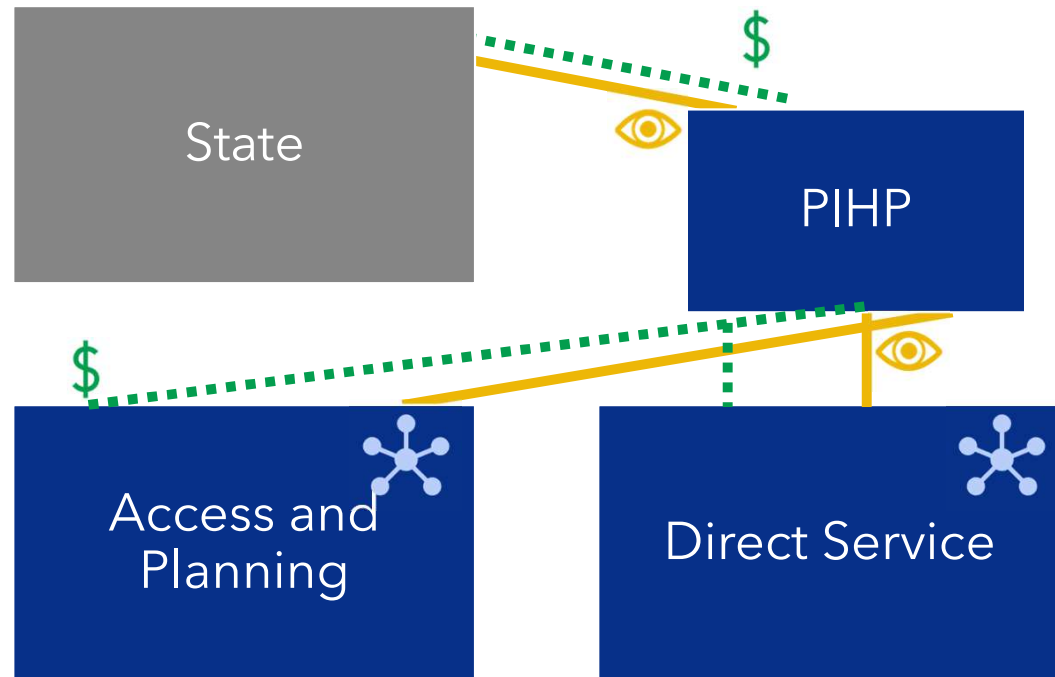 $
State
PIHP
$
Access and
Planning
Direct Service